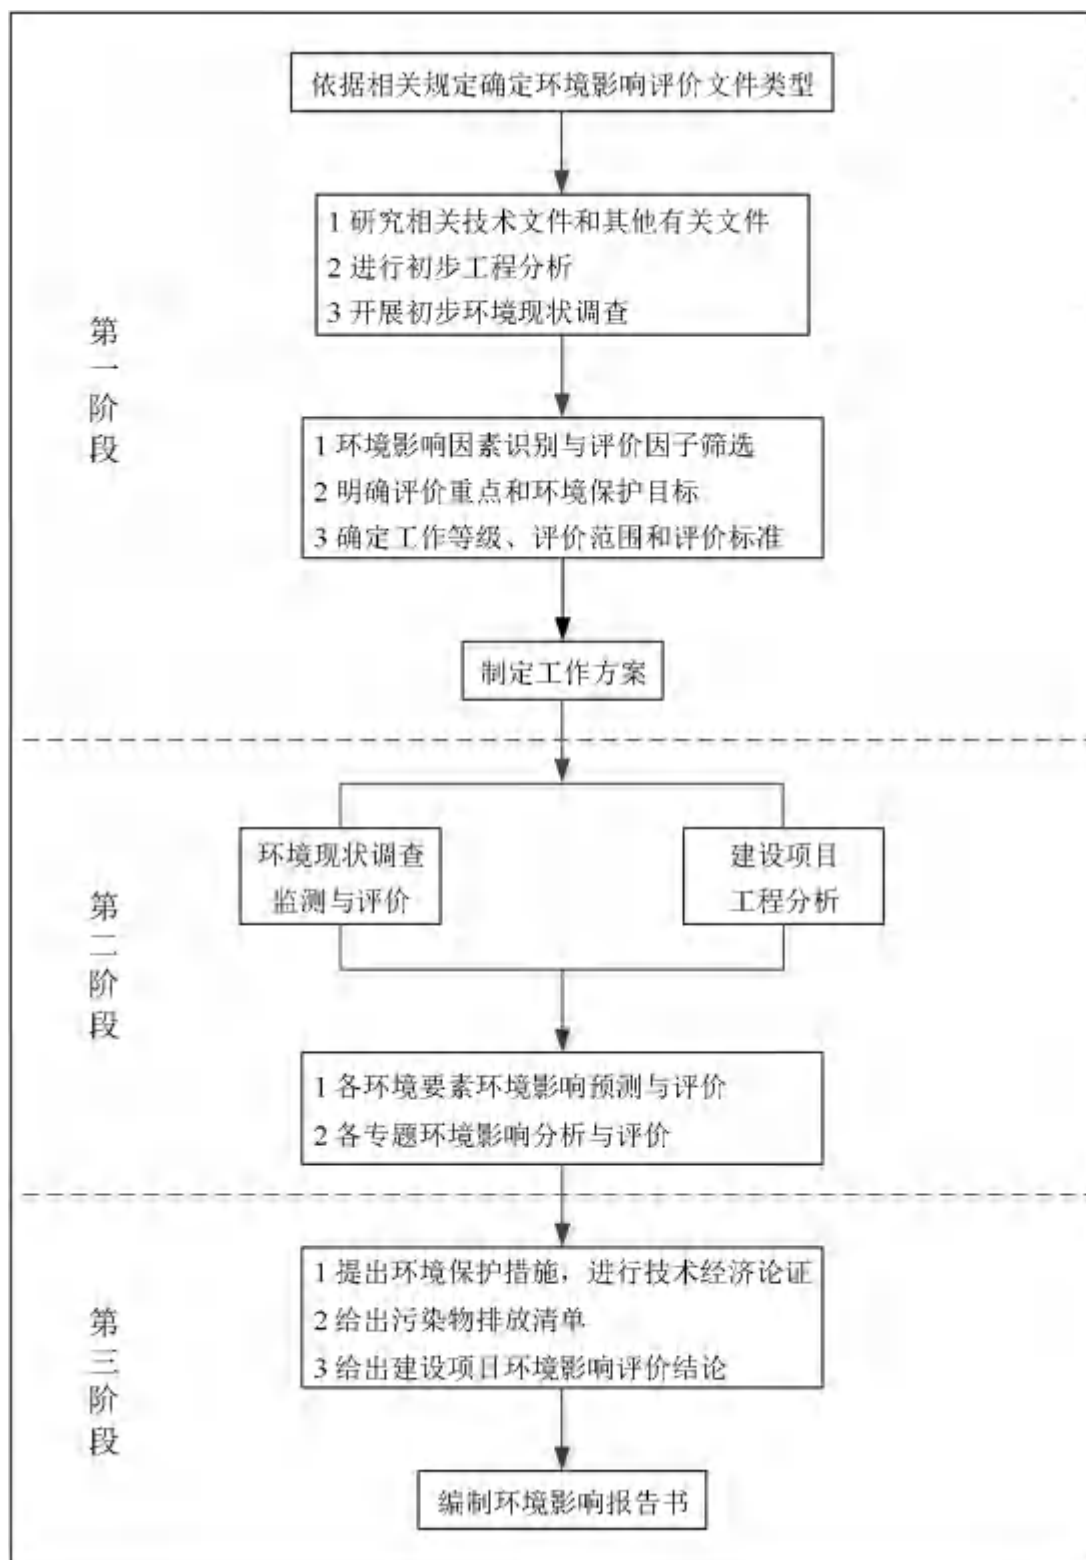 依据相关规定确定环境影响评价文件类型
1 研究相关技术文件和其他有关文件
2 进行初步工程分析
3 开展初步环境现状调查
第一阶段
1 环境影响因素识别与评价因子筛选
2 明确评价重点和环境保护目标
3 确定工作等级、评价范围和评价标准
制定工作方案
环境现状调查
监测与评价
建设项目
工程分析
第二阶段
1 各环境要素环境影响预测与评价
2 各专题环境影响分析与评价
1 提出环境保护措施，进行技术经济论证
2 给出污染物排放清单
3 给出建设项目环境影响评价结论
第三阶段
编制环境影响报告书